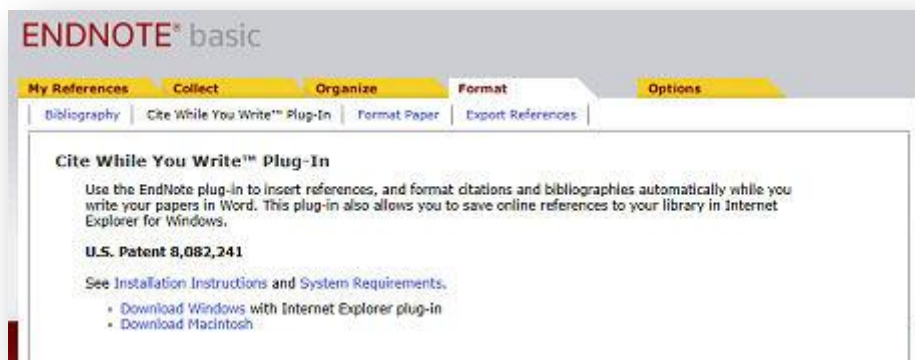 ENDNOTE® basic
My References Collect Organize Format Options
Bibliography Cite While You Write™ Plug-In Format Paper Export References
Cite While You Write™ Plug-In
Use the EndNote plug-in to insert references, and format citations and bibliographies automatically while you
write your papers in Word. This plug-in also allows you to save online references to your library in Internet
Explorer for Windows.
U.S. Patent 8,082,241
See Installation Instructions and System Requirements.
• Download Windows with Internet Explorer plug-in
• Download Macintosh